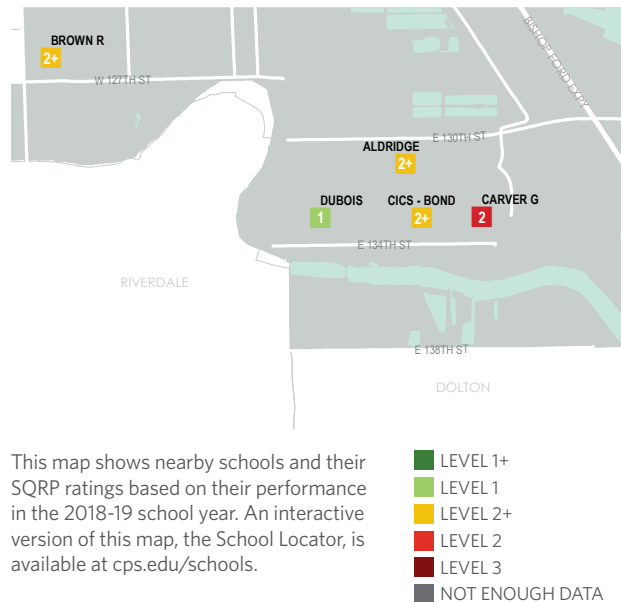 BROWN R
2+
W 127TH ST
BISHOP FORD EXPY
E 130TH ST
ALDRIDGE
2+
DUBOIS
1
CICS - BOND
2+
CARVER G
2
E 134TH ST
RIVERDALE
E 138TH ST
DOLTON
This map shows nearby schools and their
SQRP ratings based on their performance
in the 2018-19 school year. An interactive
version of this map, the School Locator, is
available at cps.edu/schools.
LEVEL 1+
LEVEL 1
LEVEL 2+
LEVEL 2
LEVEL 3
NOT ENOUGH DATA